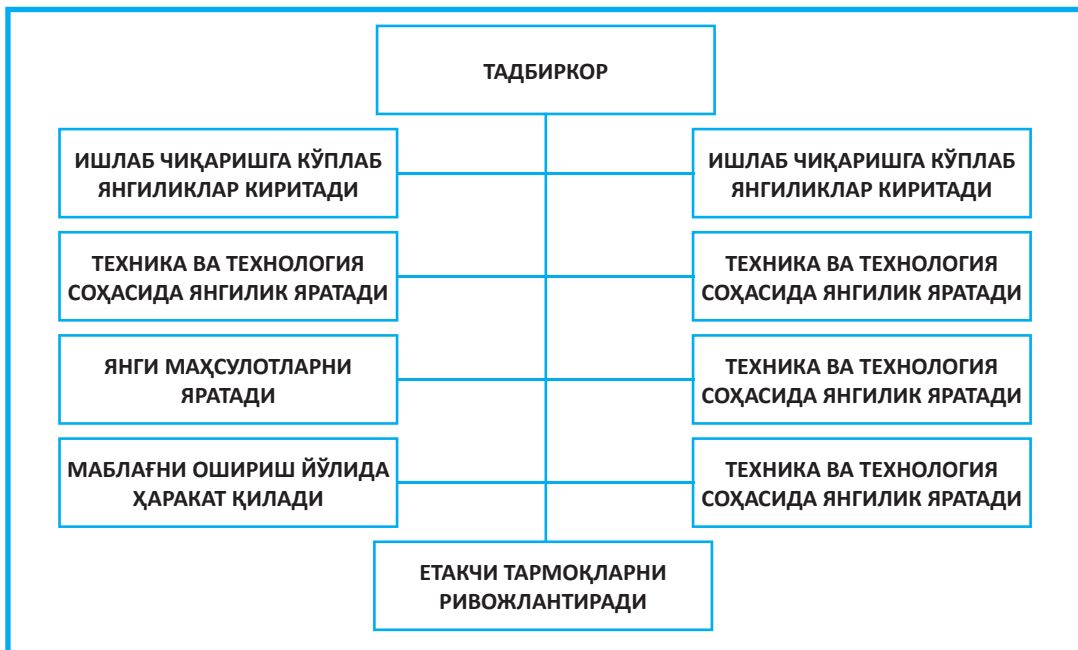 ТАДБИРКОР
ИШЛАБ ЧИҚАРИШГА КЎПЛАБ
ЯНГИЛИКЛАР КИРИТАДИ
ИШЛАБ ЧИҚАРИШГА КЎПЛАБ
ЯНГИЛИКЛАР КИРИТАДИ
ТЕХНИКА ВА ТЕХНОЛОГИЯ
СОҲАСИДА ЯНГИЛИК ЯРАТАДИ
ТЕХНИКА ВА ТЕХНОЛОГИЯ
СОҲАСИДА ЯНГИЛИК ЯРАТАДИ
ЯНГИ МАҲСУЛОТЛАРНИ
ЯРАТАДИ
ТЕХНИКА ВА ТЕХНОЛОГИЯ
СОҲАСИДА ЯНГИЛИК ЯРАТАДИ
МАБЛАҒНИ ОШИРИШ ЙЎЛИДА
ҲАРАКАТ ҚИЛАДИ
ТЕХНИКА ВА ТЕХНОЛОГИЯ
СОҲАСИДА ЯНГИЛИК ЯРАТАДИ
ЕТАКЧИ ТАРМОҚЛАРНИ
РИВОЖЛАНТИРАДИ